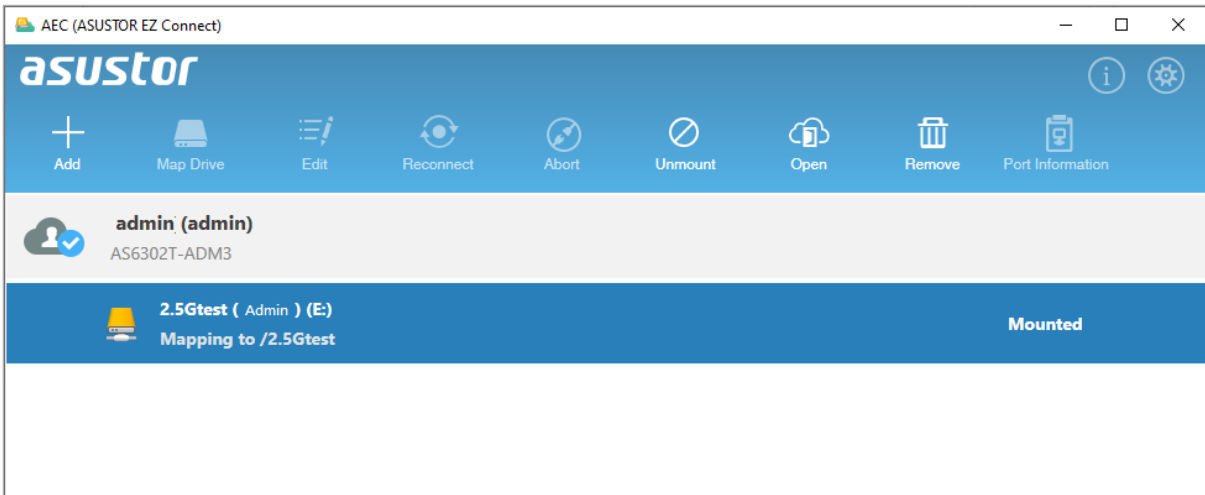 AEC (ASUSTOR EZ Connect)
asustor
Add Map Drive Edit Reconnect Abort Unmount Open Remove Port Information
admin (admin)
AS6302T-ADM3
2.5Gtest ( Admin ) (E:)
Mapping to /2.5Gtest
Mounted